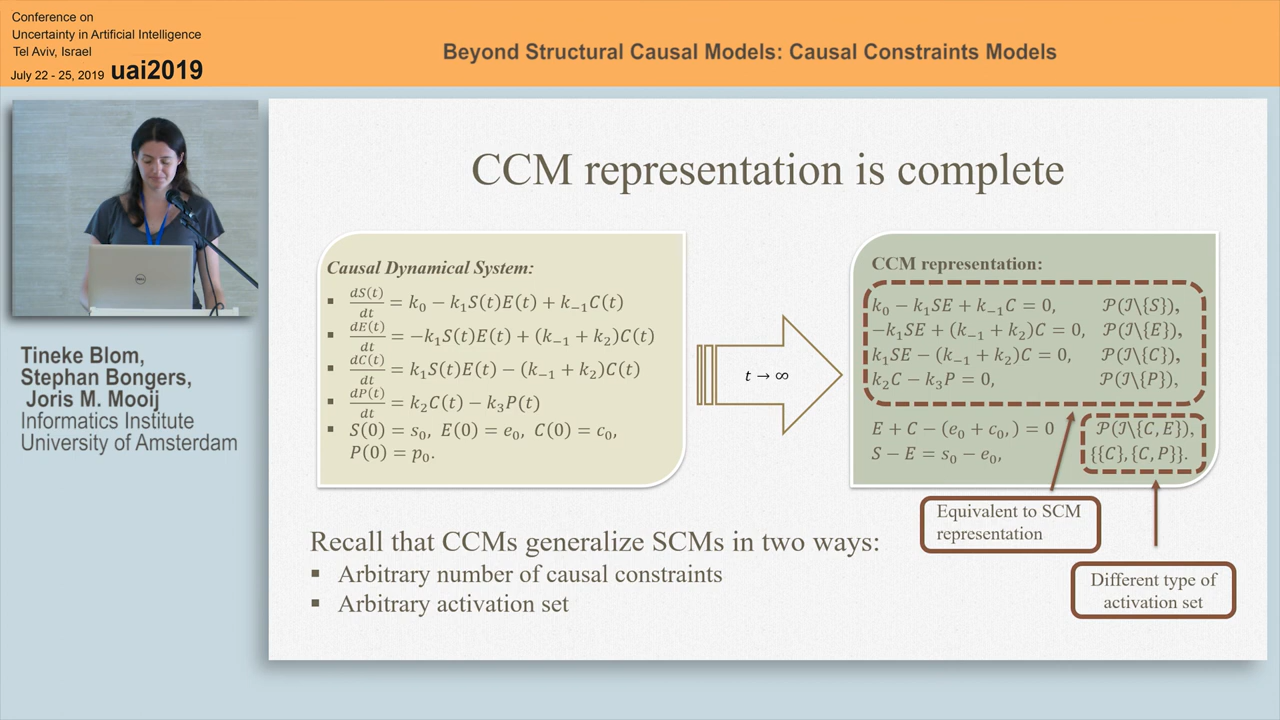 Conference on
Uncertainty in Artificial Intelligence
Tel Aviv, Israel
July 22 - 25, 2019 uai2019
Beyond Structural Causal Models: Causal Constraints Models
Tineke Blom,
Stephan Bongers,
Joris M. Mooij
Informatics Institute
University of Amsterdam
CCM representation is complete
Causal Dynamical System:
▪ dS(t)/dt = k₀ − k₁S(t)E(t) + k₋₁C(t)
▪ dE(t)/dt = −k₁S(t)E(t) + (k₋₁ + k₂)C(t)
▪ dC(t)/dt = k₁S(t)E(t) − (k₋₁ + k₂)C(t)
▪ dP(t)/dt = k₂C(t) − k₃P(t)
▪ S(0) = s₀, E(0) = e₀, C(0) = c₀,
P(0) = p₀.
t → ∞
CCM representation:
k₀ − k₁SE + k₋₁C = 0, 𝒫(ℐ\{S}),
−k₁SE + (k₋₁ + k₂)C = 0, 𝒫(ℐ\{E}),
k₁SE − (k₋₁ + k₂)C = 0, 𝒫(ℐ\{C}),
k₂C − k₃P = 0, 𝒫(ℐ\{P}),
E + C − (e₀ + c₀,) = 0 𝒫(ℐ\{C, E}),
S − E = s₀ − e₀, {{C}, {C, P}}.
Equivalent to SCM
representation
Different type of
activation set
Recall that CCMs generalize SCMs in two ways:
▪ Arbitrary number of causal constraints
▪ Arbitrary activation set